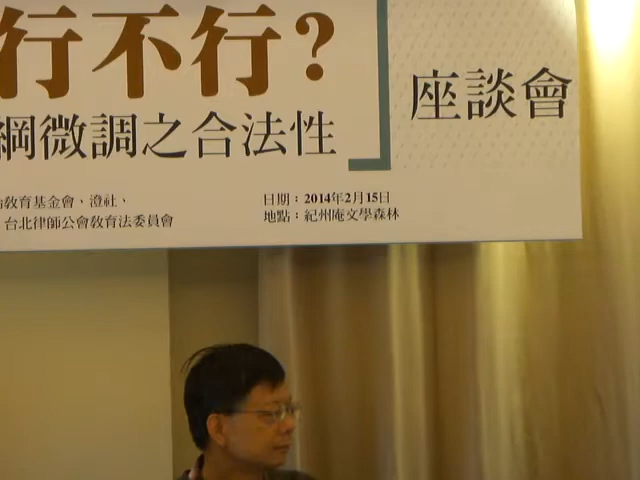 行不行?
綱微調之合法性
座談會
教育基金會、澄社、
台北律師公會教育法委員會
日期：2014年2月15日
地點：紀州庵文學森林